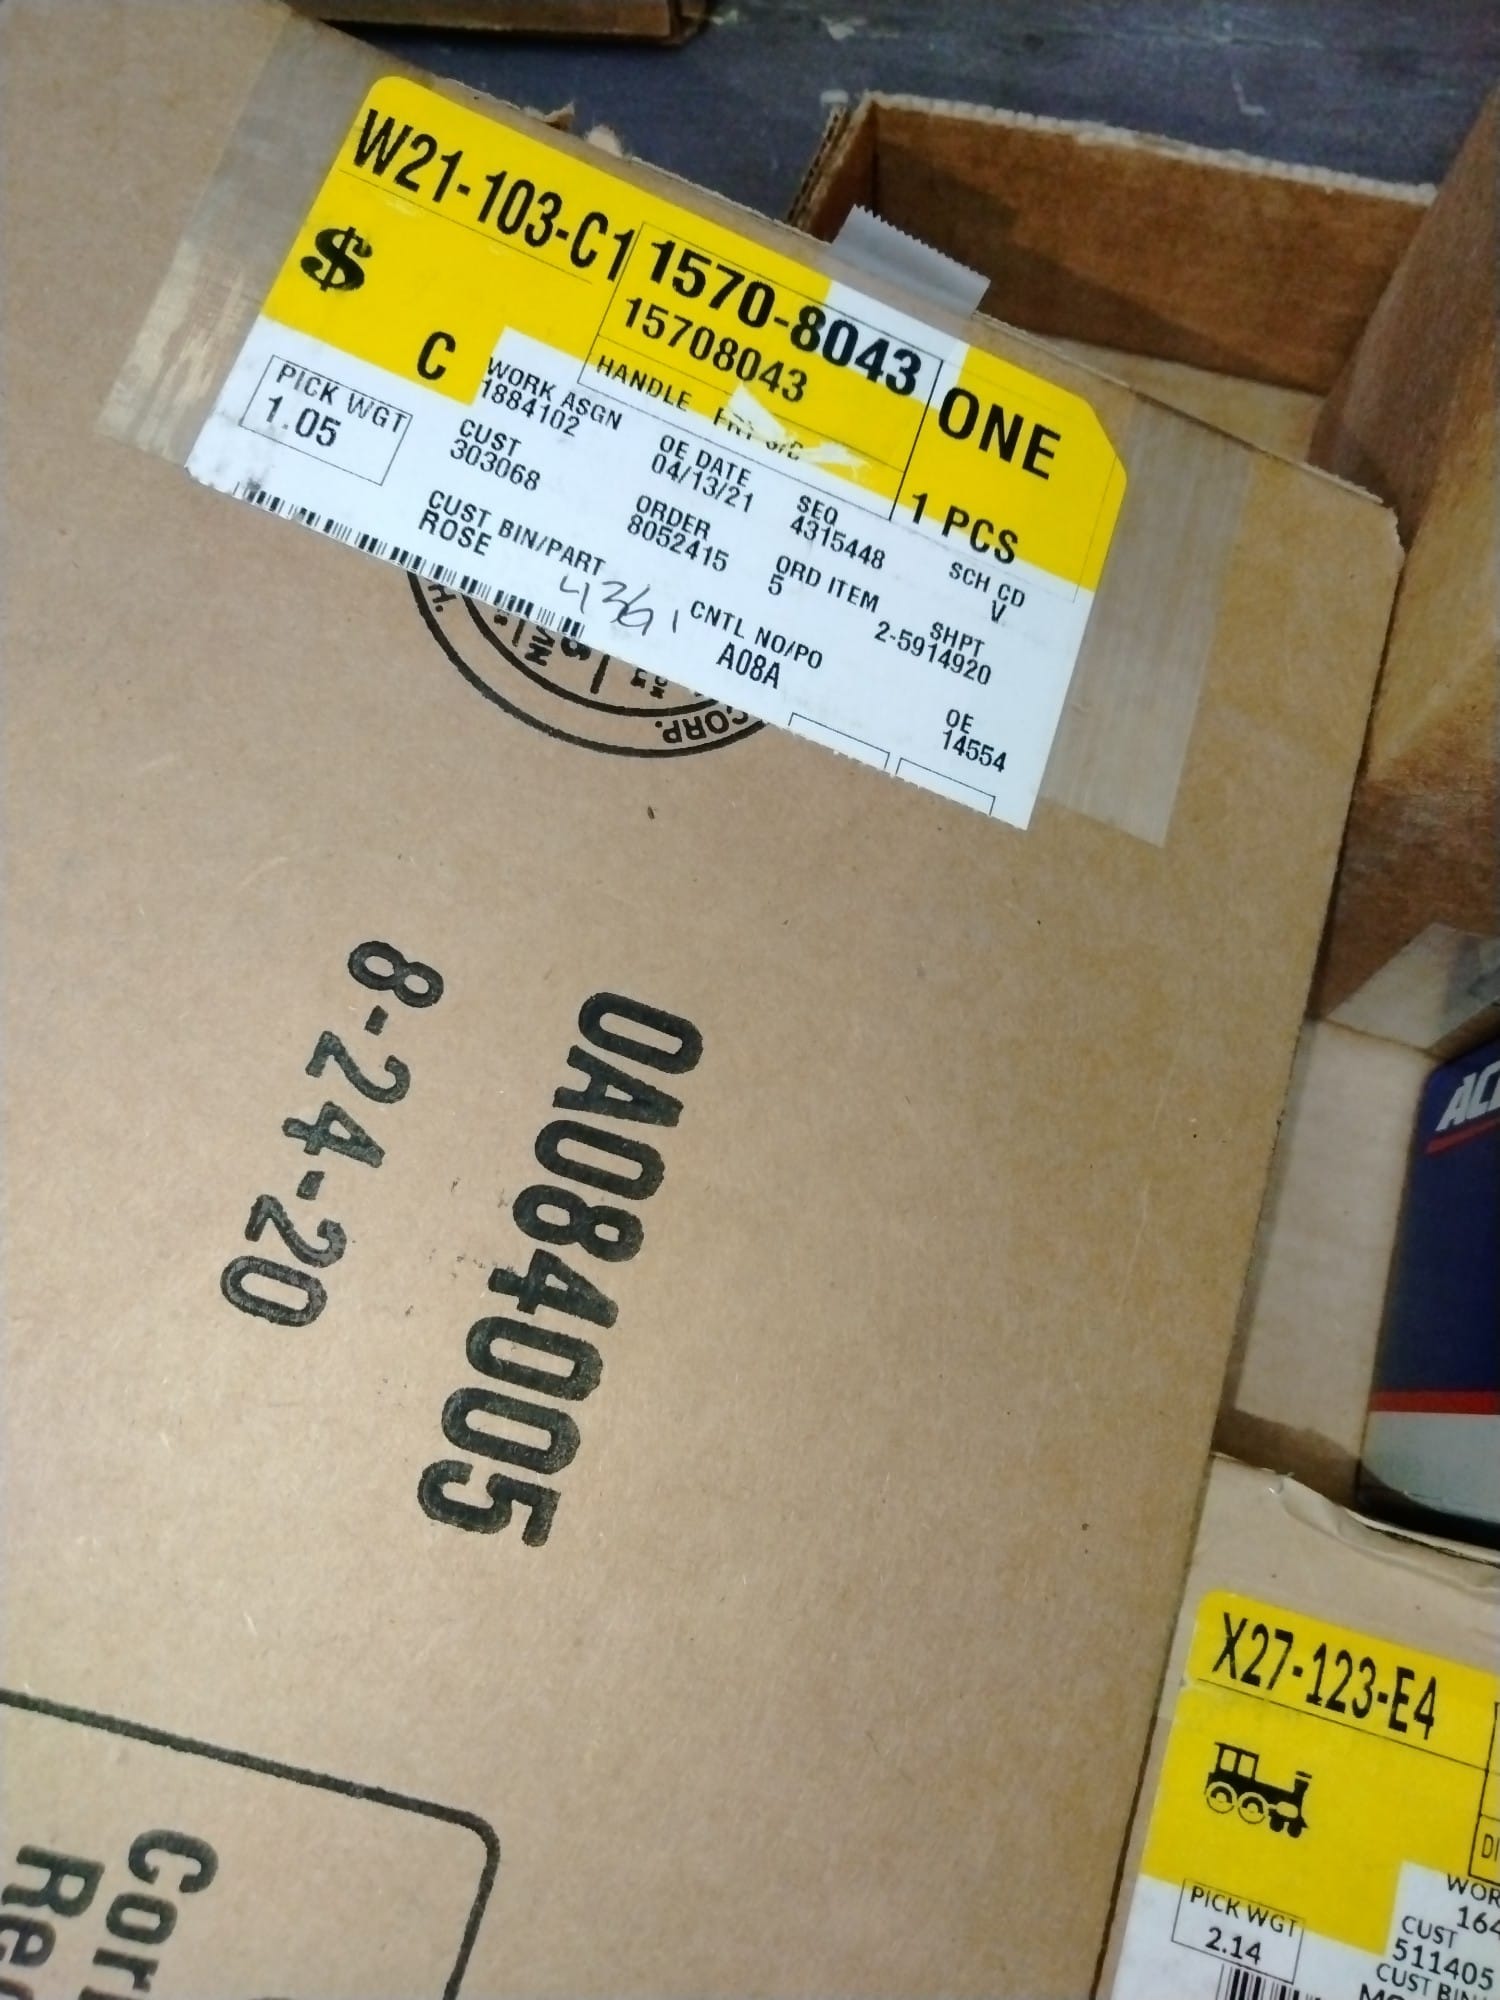 W21-103-C1
1570-8043
ONE
$
15708043
HANDLE
C
1 PCS
PICK WGT
1.05
WORK ASGN
1884102
OE DATE
04/13/21
SEQ
4315448
SCH CD
V
CUST
303068
ORDER
8052415
ORD ITEM
5
SHPT
2-5914920
CUST BIN/PART
ROSE
4361
CNTL NO/PO
A08A
OE
14554
CORP.
0A084005
8-24-20
X27-123-E4
PICK WGT
2.14
CUST
511405